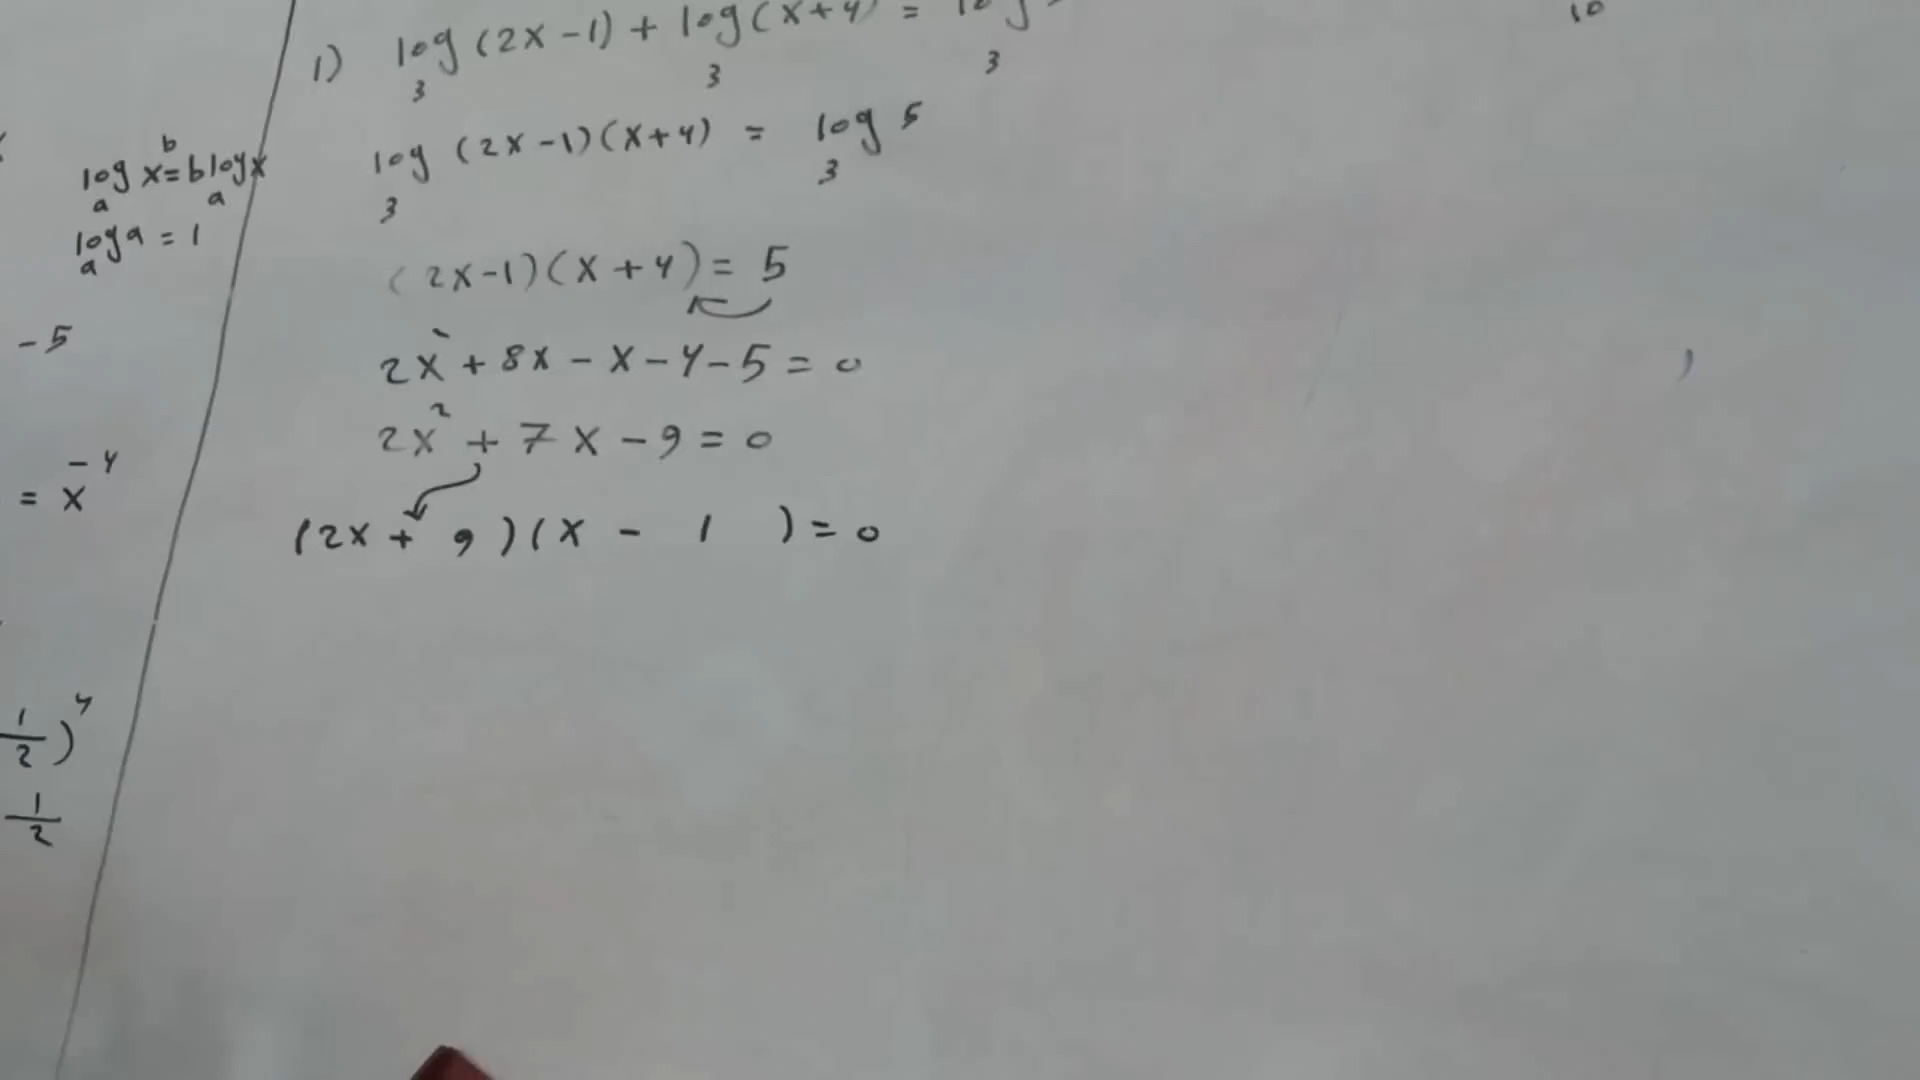 10
1) log₃ (2x - 1) + log₃ (x + 4) = log₃
log₃ (2x - 1)(x + 4) = log₃ 5
logₐ xᵇ = b logₐ x
logₐ a = 1
(2x - 1)(x + 4) = 5
- 5
2x² + 8x - x - 4 - 5 = 0
2x² + 7x - 9 = 0
= x⁻⁴
(2x + 9)(x - 1) = 0
1/2 )⁴
1/2